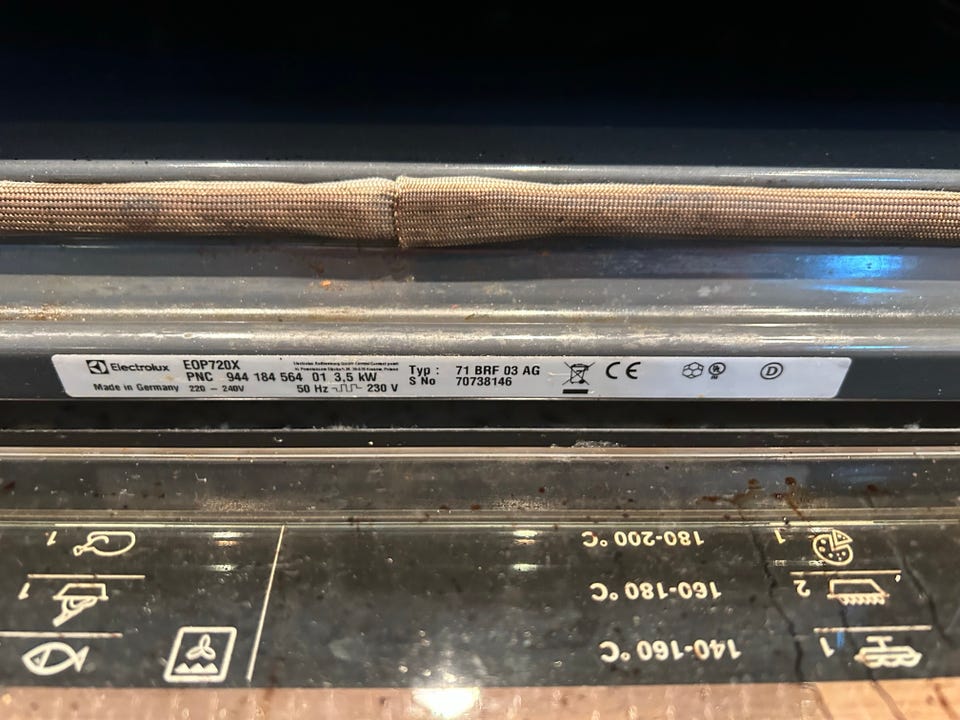 Electrolux EOP720X
PNC 944 184 564 01 3,5 kW
Made in Germany 220 - 240V 50 Hz 230 V
Typ : 71 BRF 03 AG
S No 70738146
CE
D
1 180-200 °C 1
1 160-180 °C 2
140-160 °C 1